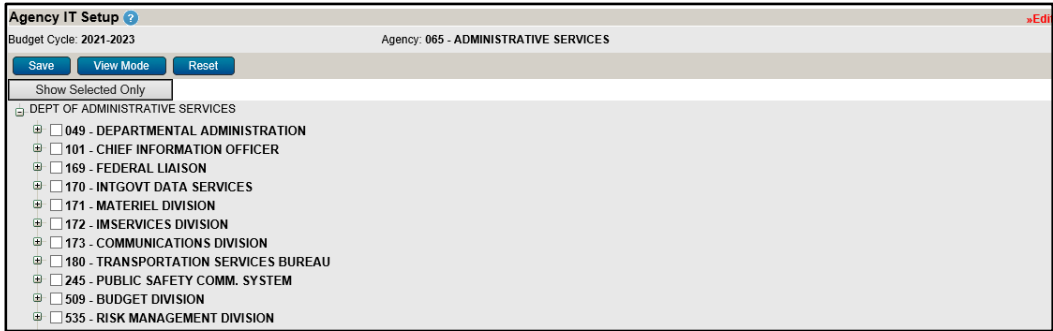 Agency IT Setup ? »Edit
Budget Cycle: 2021-2023 Agency: 065 - ADMINISTRATIVE SERVICES
Save View Mode Reset
Show Selected Only
DEPT OF ADMINISTRATIVE SERVICES
049 - DEPARTMENTAL ADMINISTRATION
101 - CHIEF INFORMATION OFFICER
169 - FEDERAL LIAISON
170 - INTGOVT DATA SERVICES
171 - MATERIEL DIVISION
172 - IMSERVICES DIVISION
173 - COMMUNICATIONS DIVISION
180 - TRANSPORTATION SERVICES BUREAU
245 - PUBLIC SAFETY COMM. SYSTEM
509 - BUDGET DIVISION
535 - RISK MANAGEMENT DIVISION